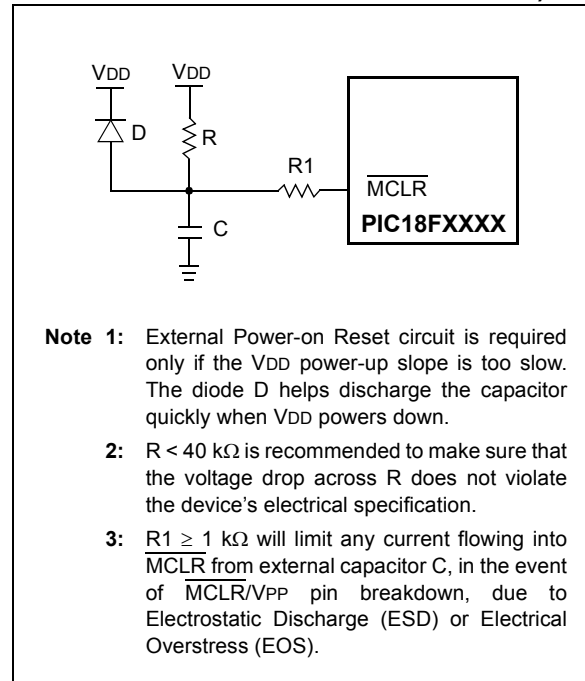 VDD VDD
D R
R1
C
MCLR
PIC18FXXXX
Note 1: External Power-on Reset circuit is required
only if the VDD power-up slope is too slow.
The diode D helps discharge the capacitor
quickly when VDD powers down.
2: R < 40 kΩ is recommended to make sure that
the voltage drop across R does not violate
the device's electrical specification.
3: R1 ≥ 1 kΩ will limit any current flowing into
MCLR from external capacitor C, in the event
of MCLR/VPP pin breakdown, due to
Electrostatic Discharge (ESD) or Electrical
Overstress (EOS).